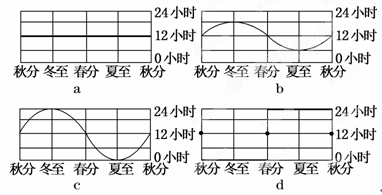 24小时
12小时
0小时
秋分 冬至 春分 夏至 秋分
a
24小时
12小时
0小时
秋分 冬至 春分 夏至 秋分
b
24小时
12小时
0小时
秋分 冬至 春分 夏至 秋分
c
24小时
12小时
0小时
秋分 冬至 春分 夏至 秋分
d